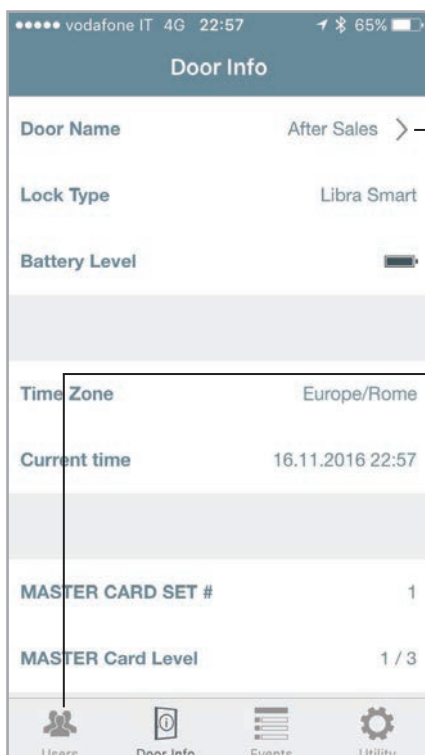 vodafone IT 4G 22:57 65%
Door Info
Door Name After Sales
Lock Type Libra Smart
Battery Level
Time Zone Europe/Rome
Current time 16.11.2016 22:57
MASTER CARD SET # 1
MASTER Card Level 1 / 3
Users Door Info Events Utility